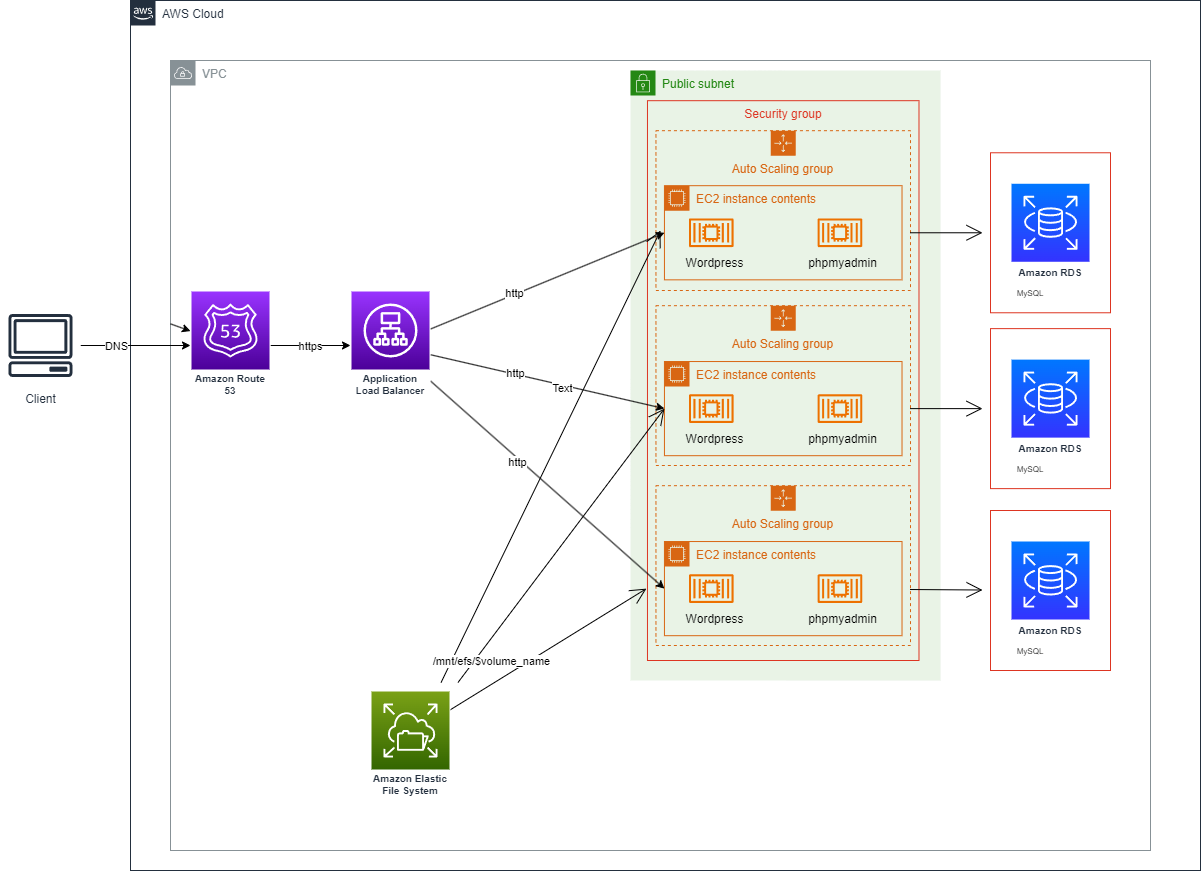 aws
AWS Cloud
VPC
Public subnet
Security group
Auto Scaling group
EC2 instance contents
Wordpress
phpmyadmin
Amazon RDS
MySQL
http
Auto Scaling group
EC2 instance contents
Wordpress
phpmyadmin
Amazon RDS
MySQL
53
Client
DNS
https
Amazon Route
53
Application
Load Balancer
http
Text
http
Auto Scaling group
EC2 instance contents
Wordpress
phpmyadmin
Amazon RDS
MySQL
/mnt/efs/$volume_name
Amazon Elastic
File System